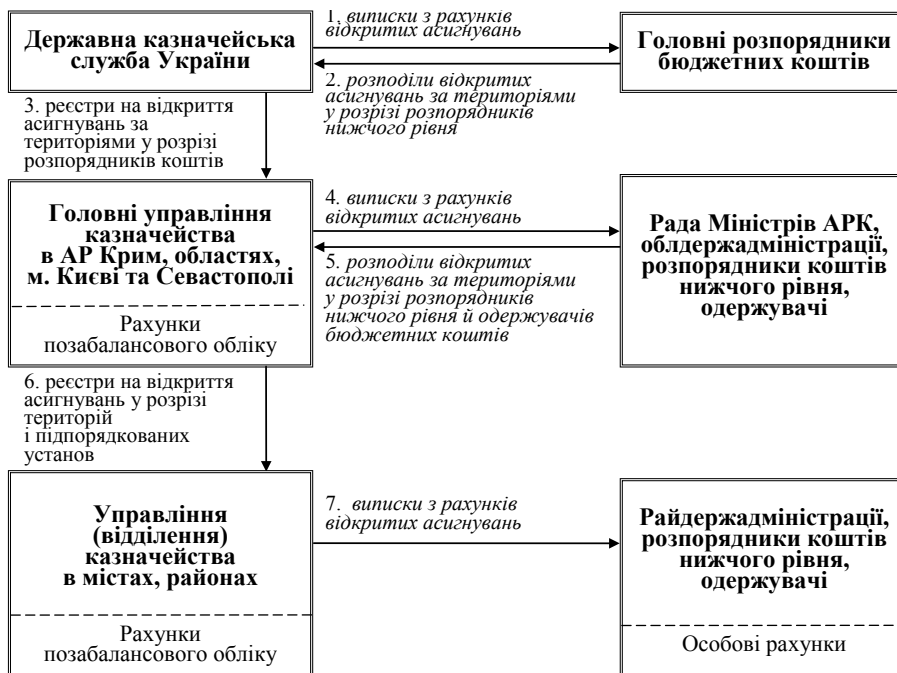 Державна казначейська
служба України
1. виписки з рахунків
відкритих асигнувань
Головні розпорядники
бюджетних коштів
2. розподіли відкритих
асигнувань за територіями
у розрізі розпорядників
нижчого рівня
3. реєстри на відкриття
асигнувань за
територіями у розрізі
розпорядників коштів
Головні управління
казначейства
в АР Крим, областях,
м. Києві та Севастополі
Рахунки
позабалансового обліку
4. виписки з рахунків
відкритих асигнувань
5. розподіли відкритих
асигнувань за територіями
у розрізі розпорядників
нижчого рівня й одержувачів
бюджетних коштів
Рада Міністрів АРК,
облдержадміністрації,
розпорядники коштів
нижчого рівня,
одержувачі
6. реєстри на відкриття
асигнувань у розрізі
територій
і підпорядкованих
установ
Управління
(відділення)
казначейства
в містах, районах
Рахунки
позабалансового обліку
7. виписки з рахунків
відкритих асигнувань
Райдержадміністрації,
розпорядники коштів
нижчого рівня,
одержувачі
Особові рахунки